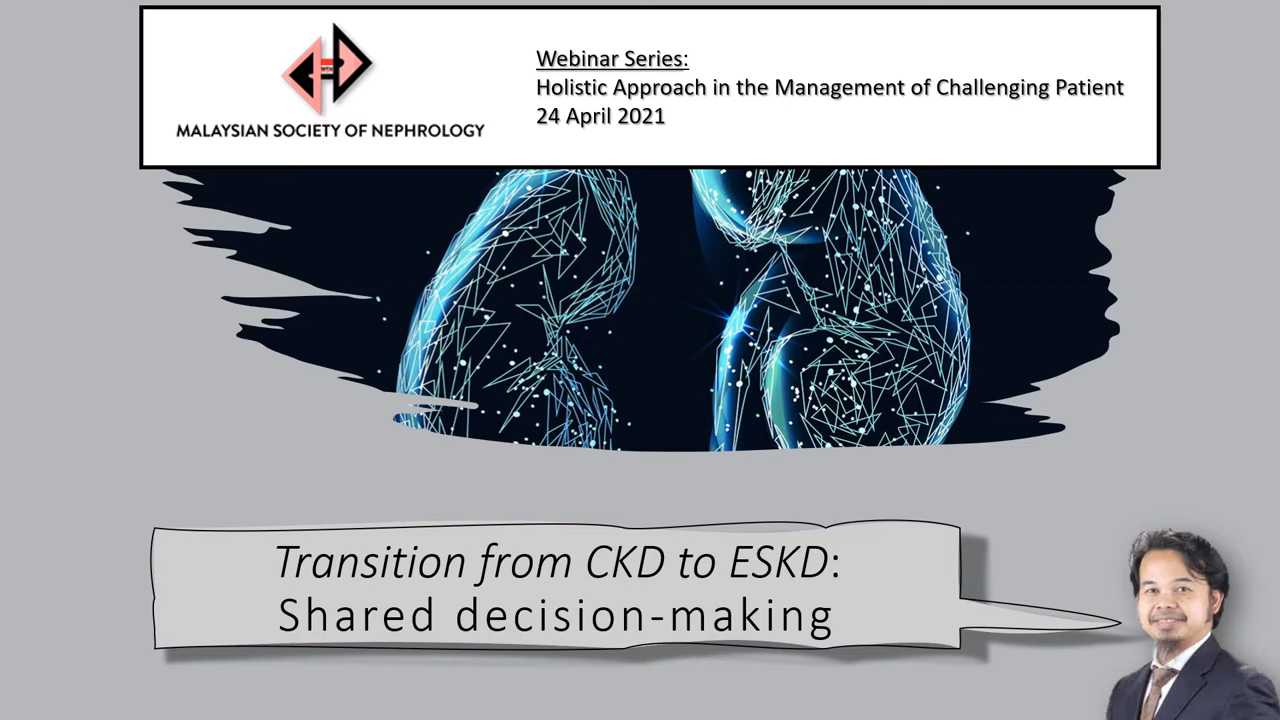 Webinar Series:
Holistic Approach in the Management of Challenging Patient
24 April 2021
MALAYSIAN SOCIETY OF NEPHROLOGY
Transition from CKD to ESKD:
Shared decision-making